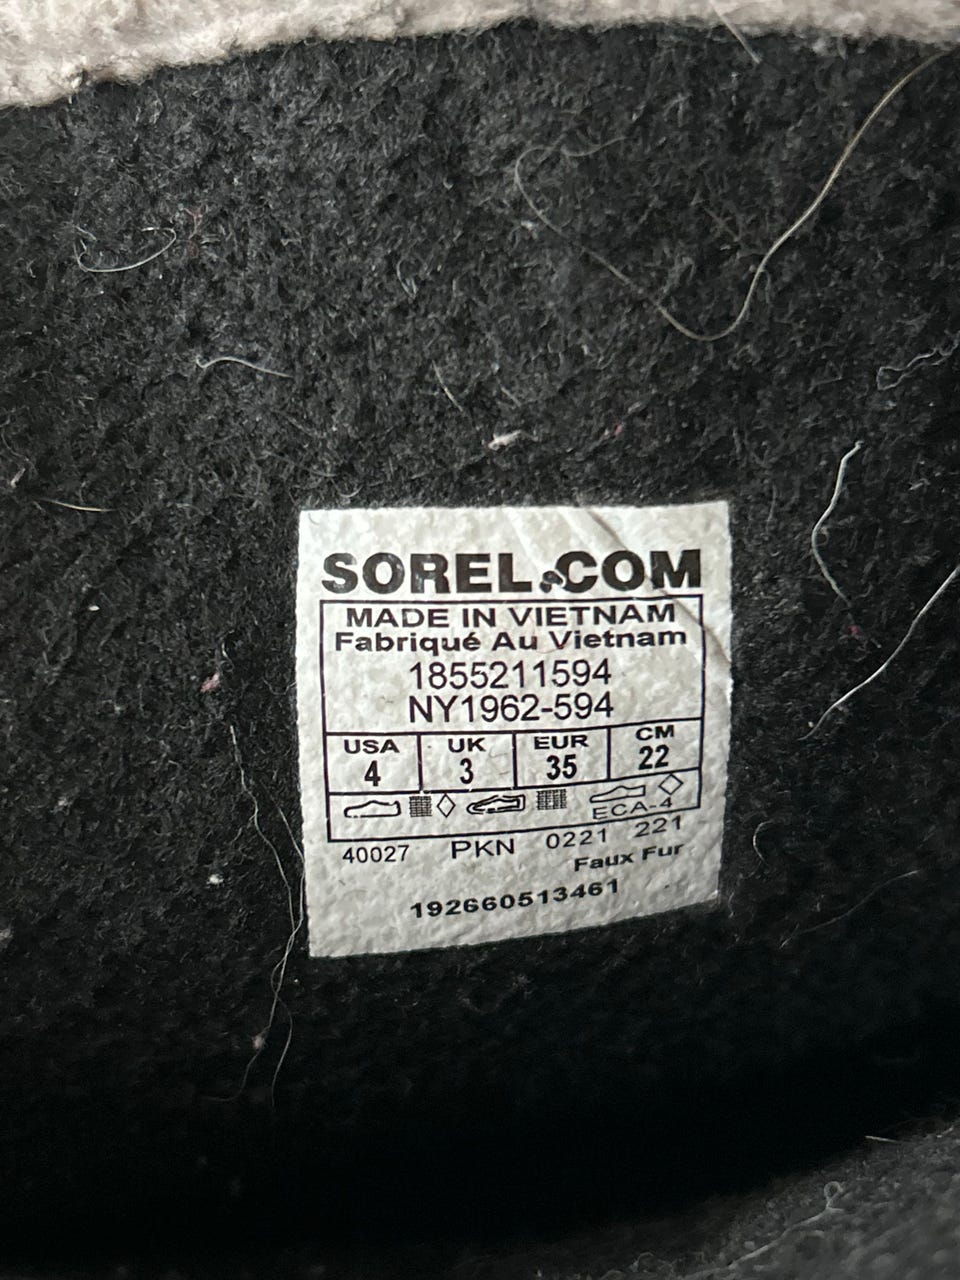 SOREL.COM
MADE IN VIETNAM
Fabriqué Au Vietnam
1855211594
NY1962-594
USA UK EUR CM
4 3 35 22
ECA-4
40027 PKN 0221 221
Faux Fur
192660513461